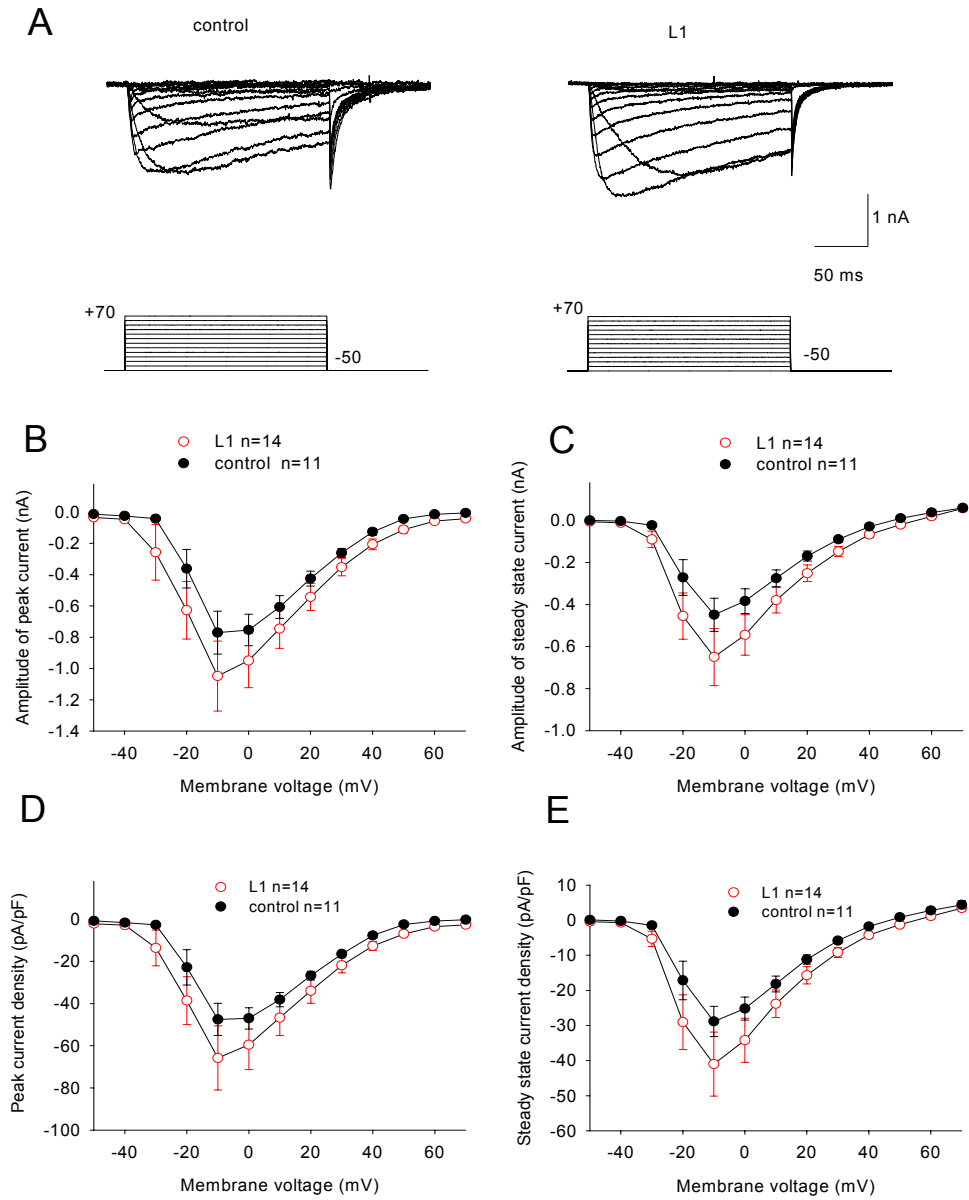 A
control
L1
1 nA
50 ms
+70
-50
+70
-50
B
L1 n=14
control n=11
Amplitude of peak current (nA)
0.0
-0.2
-0.4
-0.6
-0.8
-1.0
-1.2
-1.4
-40 -20 0 20 40 60
Membrane voltage (mV)
C
L1 n=14
control n=11
Amplitude of steady state current (nA)
0.0
-0.2
-0.4
-0.6
-0.8
-1.0
-40 -20 0 20 40 60
Membrane voltage (mV)
D
L1 n=14
control n=11
Peak current density (pA/pF)
0
-20
-40
-60
-80
-100
-40 -20 0 20 40 60
Membrane voltage (mV)
E
L1 n=14
control n=11
Steady state current density (pA/pF)
10
0
-10
-20
-30
-40
-50
-60
-40 -20 0 20 40 60
Membrane voltage (mV)